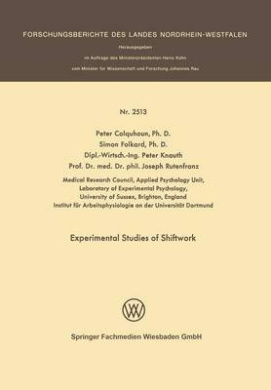 FORSCHUNGSBERICHTE DES LANDES NORDRHEIN-WESTFALEN
Herausgegeben
im Auftrage des Ministerpräsidenten Heinz Kühn
vom Minister für Wissenschaft und Forschung Johannes Rau
Nr. 2513
Peter Colquhoun, Ph. D.
Simon Folkard, Ph. D.
Dipl.-Wirtsch.-Ing. Peter Knauth
Prof. Dr. med. Dr. phil. Joseph Rutenfranz
Medical Research Council, Applied Psychology Unit,
Laboratory of Experimental Psychology,
University of Sussex, Brighton, England
Institut für Arbeitsphysiologie an der Universität Dortmund
Experimental Studies of Shiftwork
Springer Fachmedien Wiesbaden GmbH